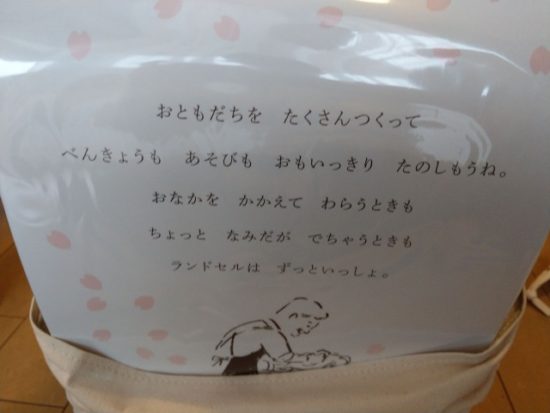 おともだちを　たくさんつくって
べんきょうも　あそびも　おもいっきり　たのしもうね。
おなかを　かかえて　わらうときも
ちょっと　なみだが　でちゃうときも
ランドセルは　ずっといっしょ。